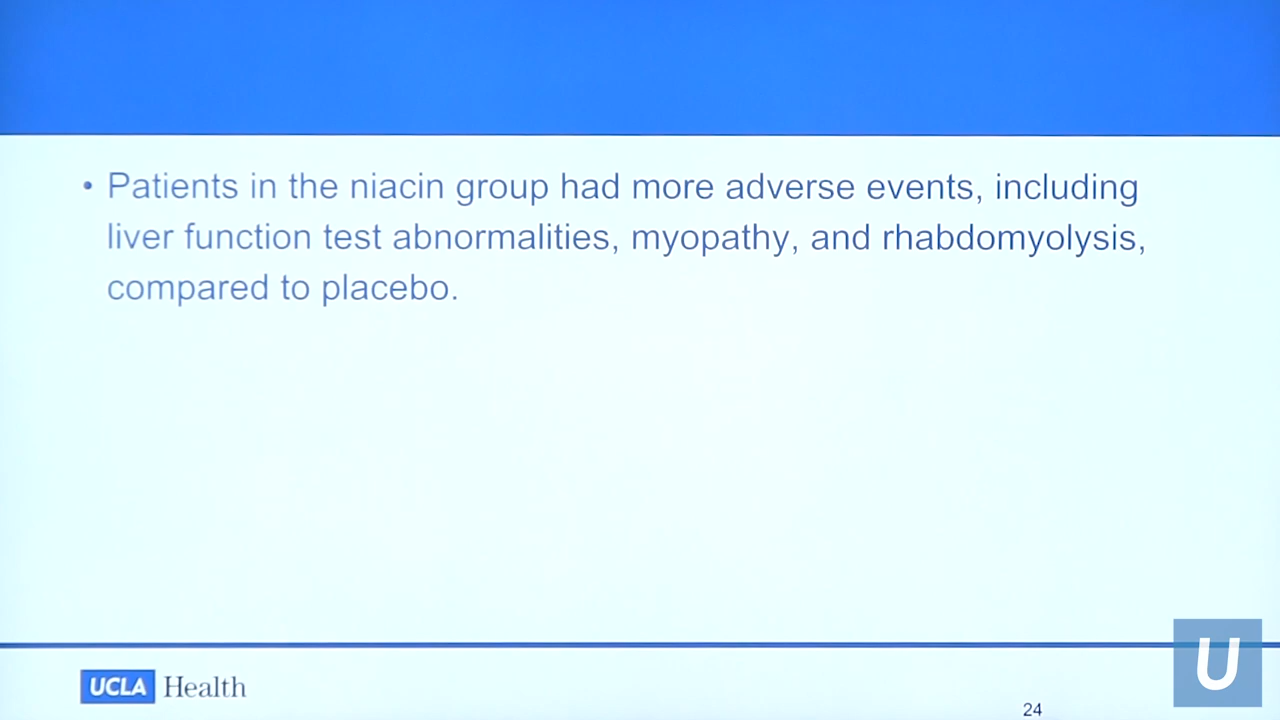 • Patients in the niacin group had more adverse events, including
liver function test abnormalities, myopathy, and rhabdomyolysis,
compared to placebo.
UCLA Health
24
U